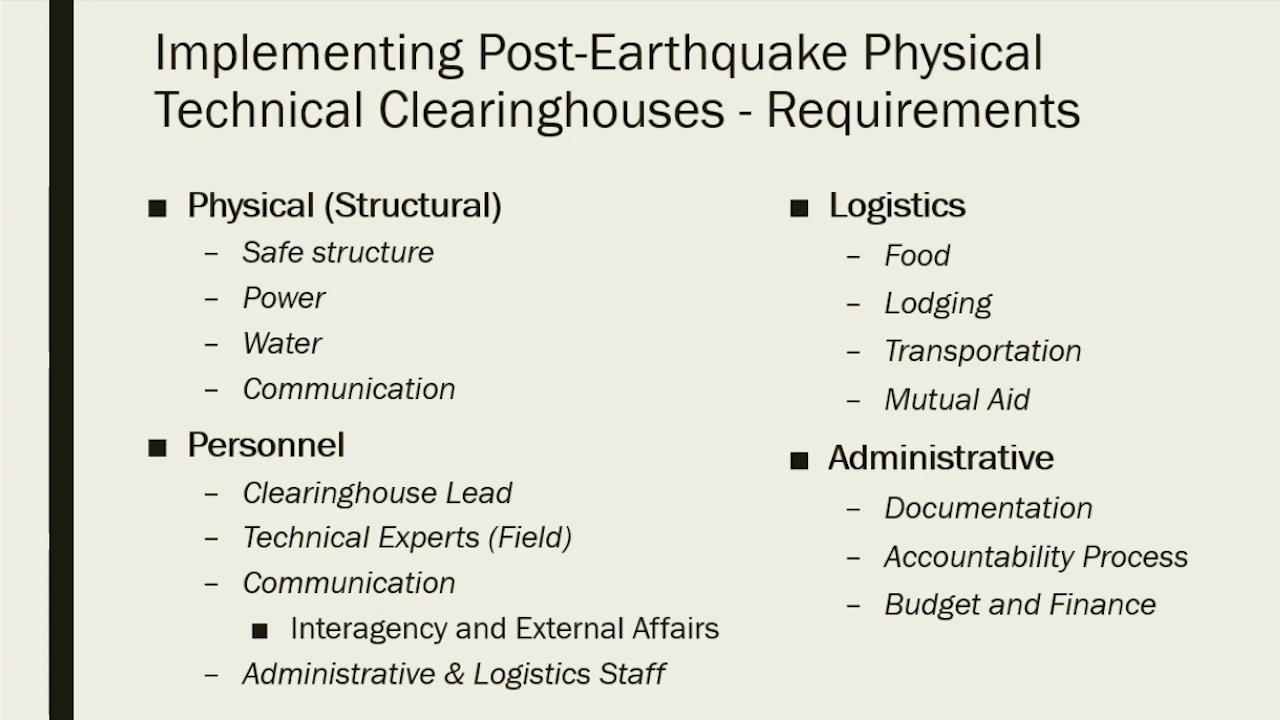 Implementing Post-Earthquake Physical
Technical Clearinghouses - Requirements
■ Physical (Structural)
– Safe structure
– Power
– Water
– Communication
■ Personnel
– Clearinghouse Lead
– Technical Experts (Field)
– Communication
■ Interagency and External Affairs
– Administrative & Logistics Staff
■ Logistics
– Food
– Lodging
– Transportation
– Mutual Aid
■ Administrative
– Documentation
– Accountability Process
– Budget and Finance